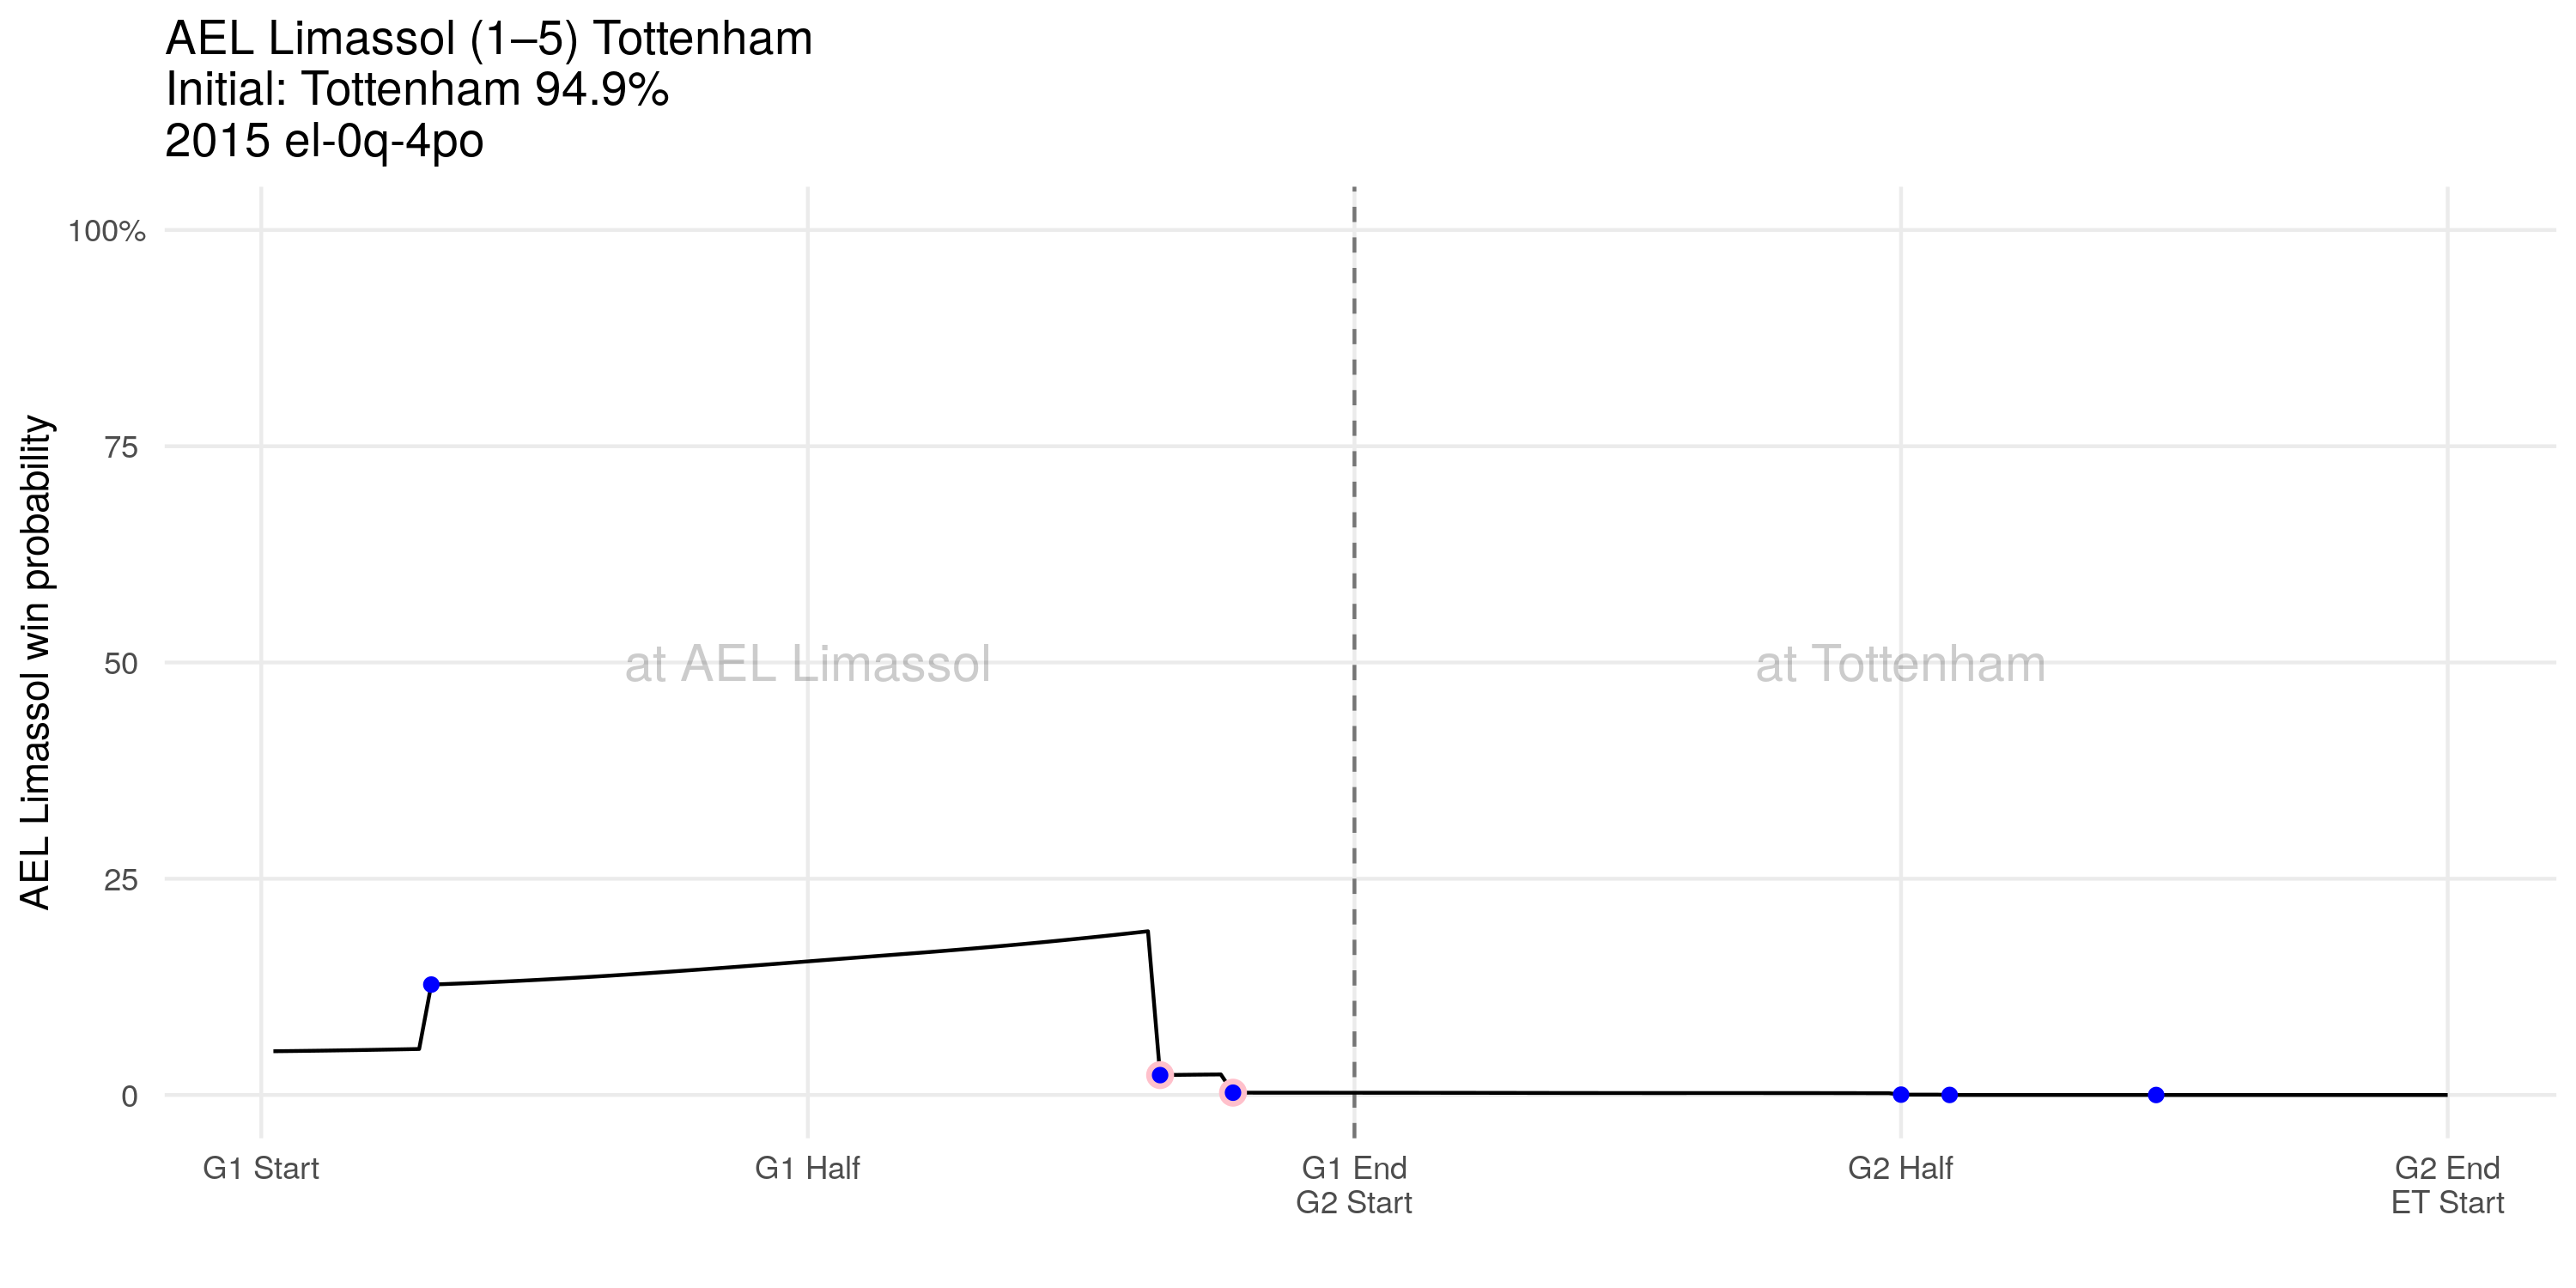 AEL Limassol (1–5) Tottenham
Initial: Tottenham 94.9%
2015 el-0q-4po
AEL Limassol win probability
100%
75
50
25
0
at AEL Limassol
at Tottenham
G1 Start
G1 Half
G1 End
G2 Start
G2 Half
G2 End
ET Start